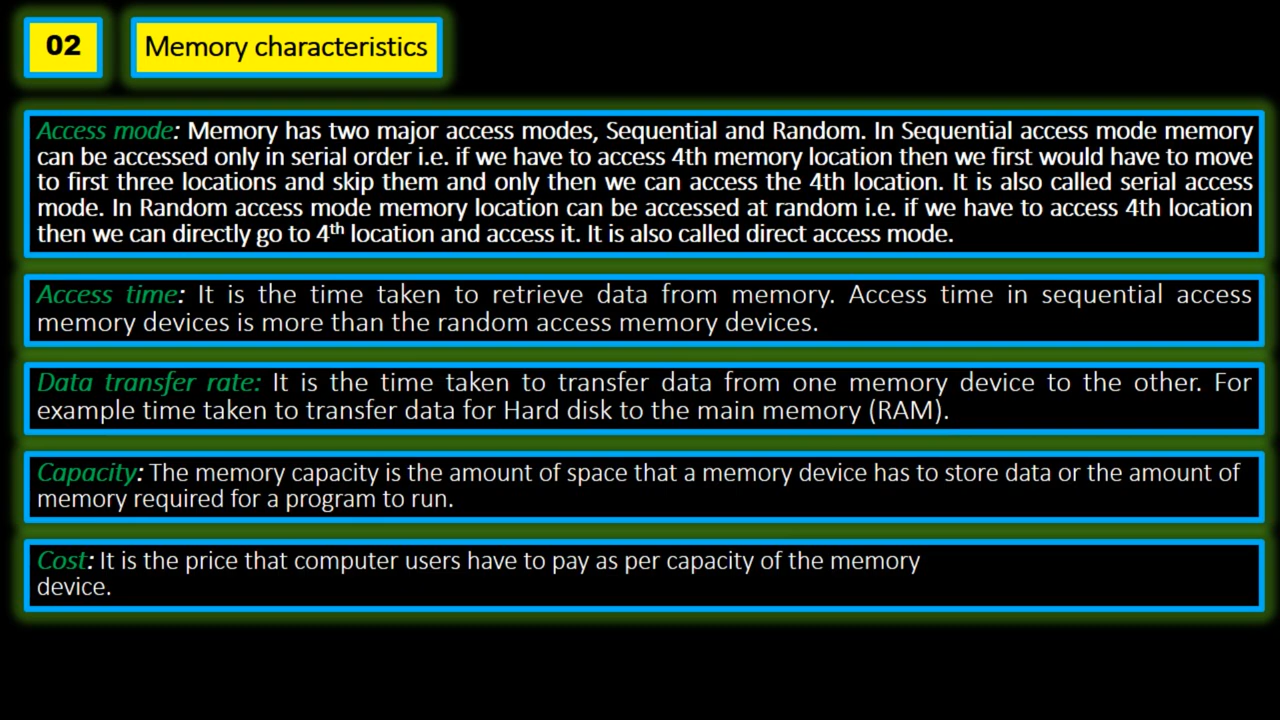 02
Memory characteristics
Access mode: Memory has two major access modes, Sequential and Random. In Sequential access mode memory
can be accessed only in serial order i.e. if we have to access 4th memory location then we first would have to move
to first three locations and skip them and only then we can access the 4th location. It is also called serial access
mode. In Random access mode memory location can be accessed at random i.e. if we have to access 4th location
then we can directly go to 4th location and access it. It is also called direct access mode.
Access time: It is the time taken to retrieve data from memory. Access time in sequential access
memory devices is more than the random access memory devices.
Data transfer rate: It is the time taken to transfer data from one memory device to the other. For
example time taken to transfer data for Hard disk to the main memory (RAM).
Capacity: The memory capacity is the amount of space that a memory device has to store data or the amount of
memory required for a program to run.
Cost: It is the price that computer users have to pay as per capacity of the memory
device.